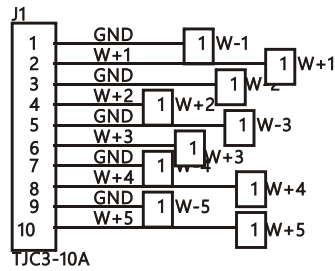 J1
1 GND 1 W-1
2 W+1 1 W+1
3 GND 1 W-2
4 W+2 1 W+2
5 GND 1 W-3
6 W+3 1 W+3
7 GND 1 W-4
8 W+4 1 W+4
9 GND 1 W-5
10 W+5 1 W+5
TJC3-10A